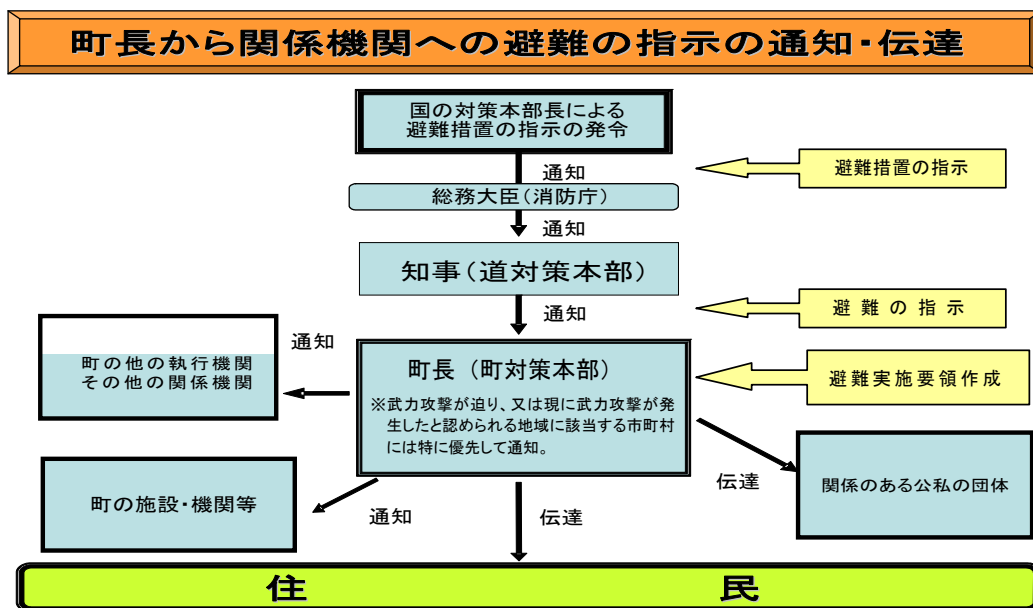 町長から関係機関への避難の指示の通知・伝達
国の対策本部長による
避難措置の指示の発令
通知
避難措置の指示
総務大臣（消防庁）
通知
知事（道対策本部）
通知
避難の指示
通知
町の他の執行機関
その他の関係機関
町長（町対策本部）
※武力攻撃が迫り、又は現に武力攻撃が発
生したと認められる地域に該当する市町村
には特に優先して通知。
避難実施要領作成
町の施設・機関等
通知
伝達
伝達
関係のある公私の団体
住 民